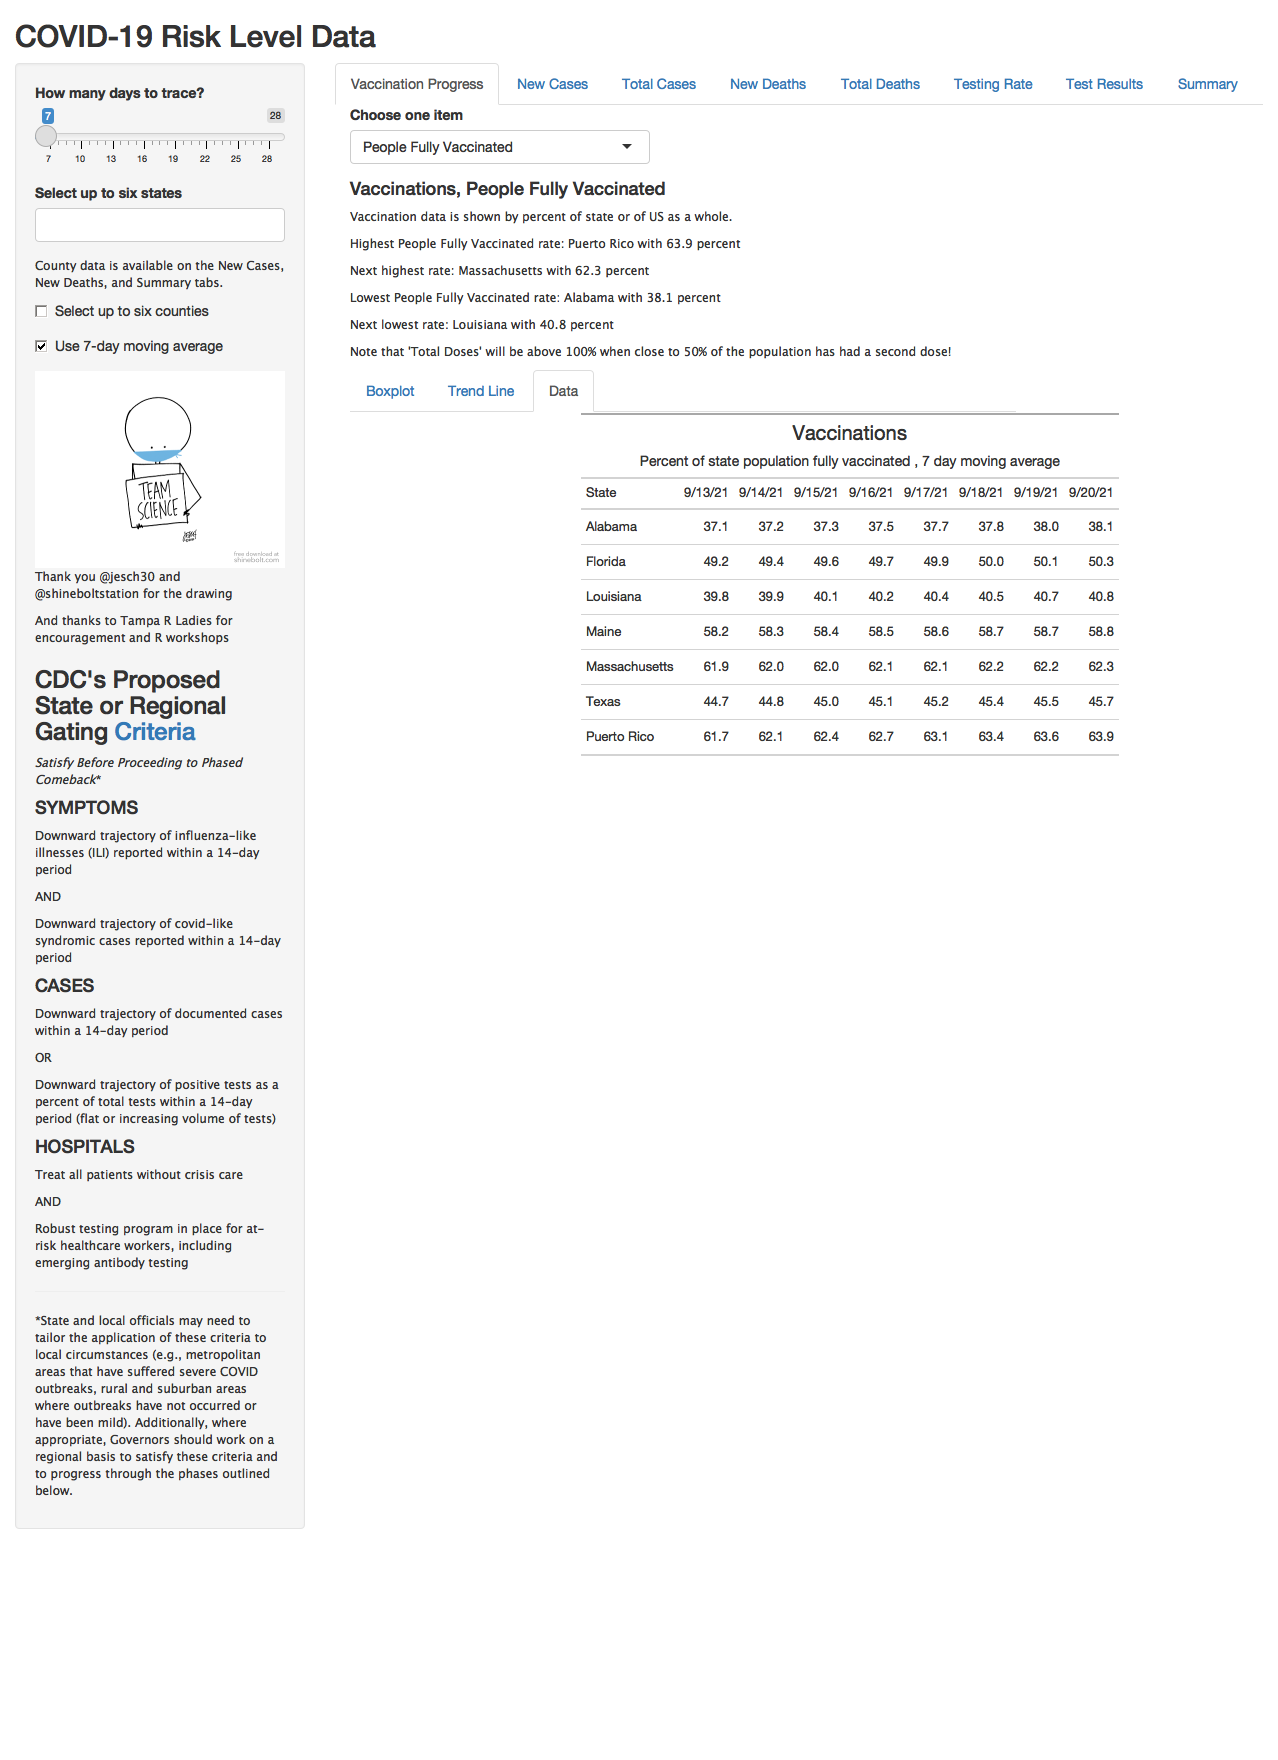 COVID-19 Risk Level Data
How many days to trace?
7 28
7 10 13 16 19 22 25 28
Select up to six states
County data is available on the New Cases,
New Deaths, and Summary tabs.
Select up to six counties
Use 7-day moving average
TEAM
SCIENCE
free download at
shinebolt.com
Thank you @jesch30 and
@shineboltstation for the drawing
And thanks to Tampa R Ladies for
encouragement and R workshops
CDC's Proposed
State or Regional
Gating Criteria
Satisfy Before Proceeding to Phased
Comeback*
SYMPTOMS
Downward trajectory of influenza-like
illnesses (ILI) reported within a 14-day
period
AND
Downward trajectory of covid-like
syndromic cases reported within a 14-day
period
CASES
Downward trajectory of documented cases
within a 14-day period
OR
Downward trajectory of positive tests as a
percent of total tests within a 14-day
period (flat or increasing volume of tests)
HOSPITALS
Treat all patients without crisis care
AND
Robust testing program in place for at-
risk healthcare workers, including
emerging antibody testing
*State and local officials may need to
tailor the application of these criteria to
local circumstances (e.g., metropolitan
areas that have suffered severe COVID
outbreaks, rural and suburban areas
where outbreaks have not occurred or
have been mild). Additionally, where
appropriate, Governors should work on a
regional basis to satisfy these criteria and
to progress through the phases outlined
below.
Vaccination Progress New Cases Total Cases New Deaths Total Deaths Testing Rate Test Results Summary
Choose one item
People Fully Vaccinated
Vaccinations, People Fully Vaccinated
Vaccination data is shown by percent of state or of US as a whole.
Highest People Fully Vaccinated rate: Puerto Rico with 63.9 percent
Next highest rate: Massachusetts with 62.3 percent
Lowest People Fully Vaccinated rate: Alabama with 38.1 percent
Next lowest rate: Louisiana with 40.8 percent
Note that 'Total Doses' will be above 100% when close to 50% of the population has had a second dose!
Boxplot Trend Line Data
Vaccinations
Percent of state population fully vaccinated , 7 day moving average
State 9/13/21 9/14/21 9/15/21 9/16/21 9/17/21 9/18/21 9/19/21 9/20/21
Alabama 37.1 37.2 37.3 37.5 37.7 37.8 38.0 38.1
Florida 49.2 49.4 49.6 49.7 49.9 50.0 50.1 50.3
Louisiana 39.8 39.9 40.1 40.2 40.4 40.5 40.7 40.8
Maine 58.2 58.3 58.4 58.5 58.6 58.7 58.7 58.8
Massachusetts 61.9 62.0 62.0 62.1 62.1 62.2 62.2 62.3
Texas 44.7 44.8 45.0 45.1 45.2 45.4 45.5 45.7
Puerto Rico 61.7 62.1 62.4 62.7 63.1 63.4 63.6 63.9